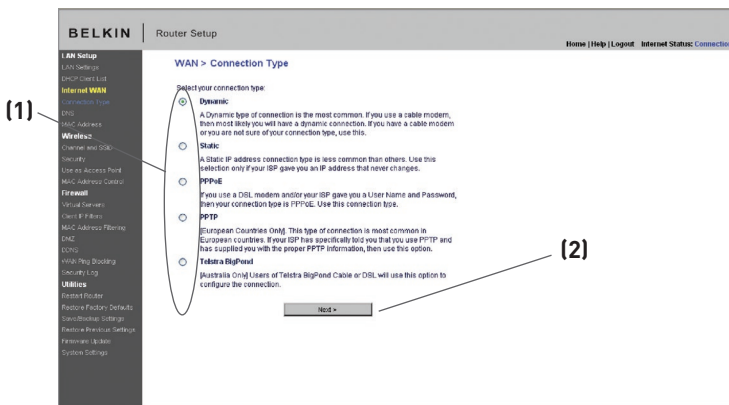 BELKIN
Router Setup
Home | Help | Logout Internet Status: Connection
LAN Setup
LAN Settings
DHCP Client List
Internet WAN
Connection Type
DNS
MAC Address
Wireless
Channel and SSID
Security
Use as Access Point
MAC Address Control
Firewall
Virtual Servers
Client IP Filters
MAC Address Filtering
DMZ
DDNS
WAN Ping Blocking
Security Log
Utilities
Restart Router
Restore Factory Defaults
Save/Backup Settings
Restore Previous Settings
Firmware Update
System Settings
(1)
WAN > Connection Type
Select your connection type:
Dynamic
A Dynamic type of connection is the most common. If you use a cable modem,
then most likely you will have a dynamic connection. If you have a cable modem
or you are not sure of your connection type, use this.
Static
A Static IP address connection type is less common than others. Use this
selection only if your ISP gave you an IP address that never changes.
PPPoE
If you use a DSL modem and/or your ISP gave you a User Name and Password,
then your connection type is PPPoE. Use this connection type.
PPTP
[European Countries Only]. This type of connection is most common in
European countries. If your ISP has specifically told you that you use PPTP and
has supplied you with the proper PPTP information, then use this option.
Telstra BigPond
[Australia Only] Users of Telstra BigPond Cable or DSL will use this option to
configure the connection.
Next >
(2)